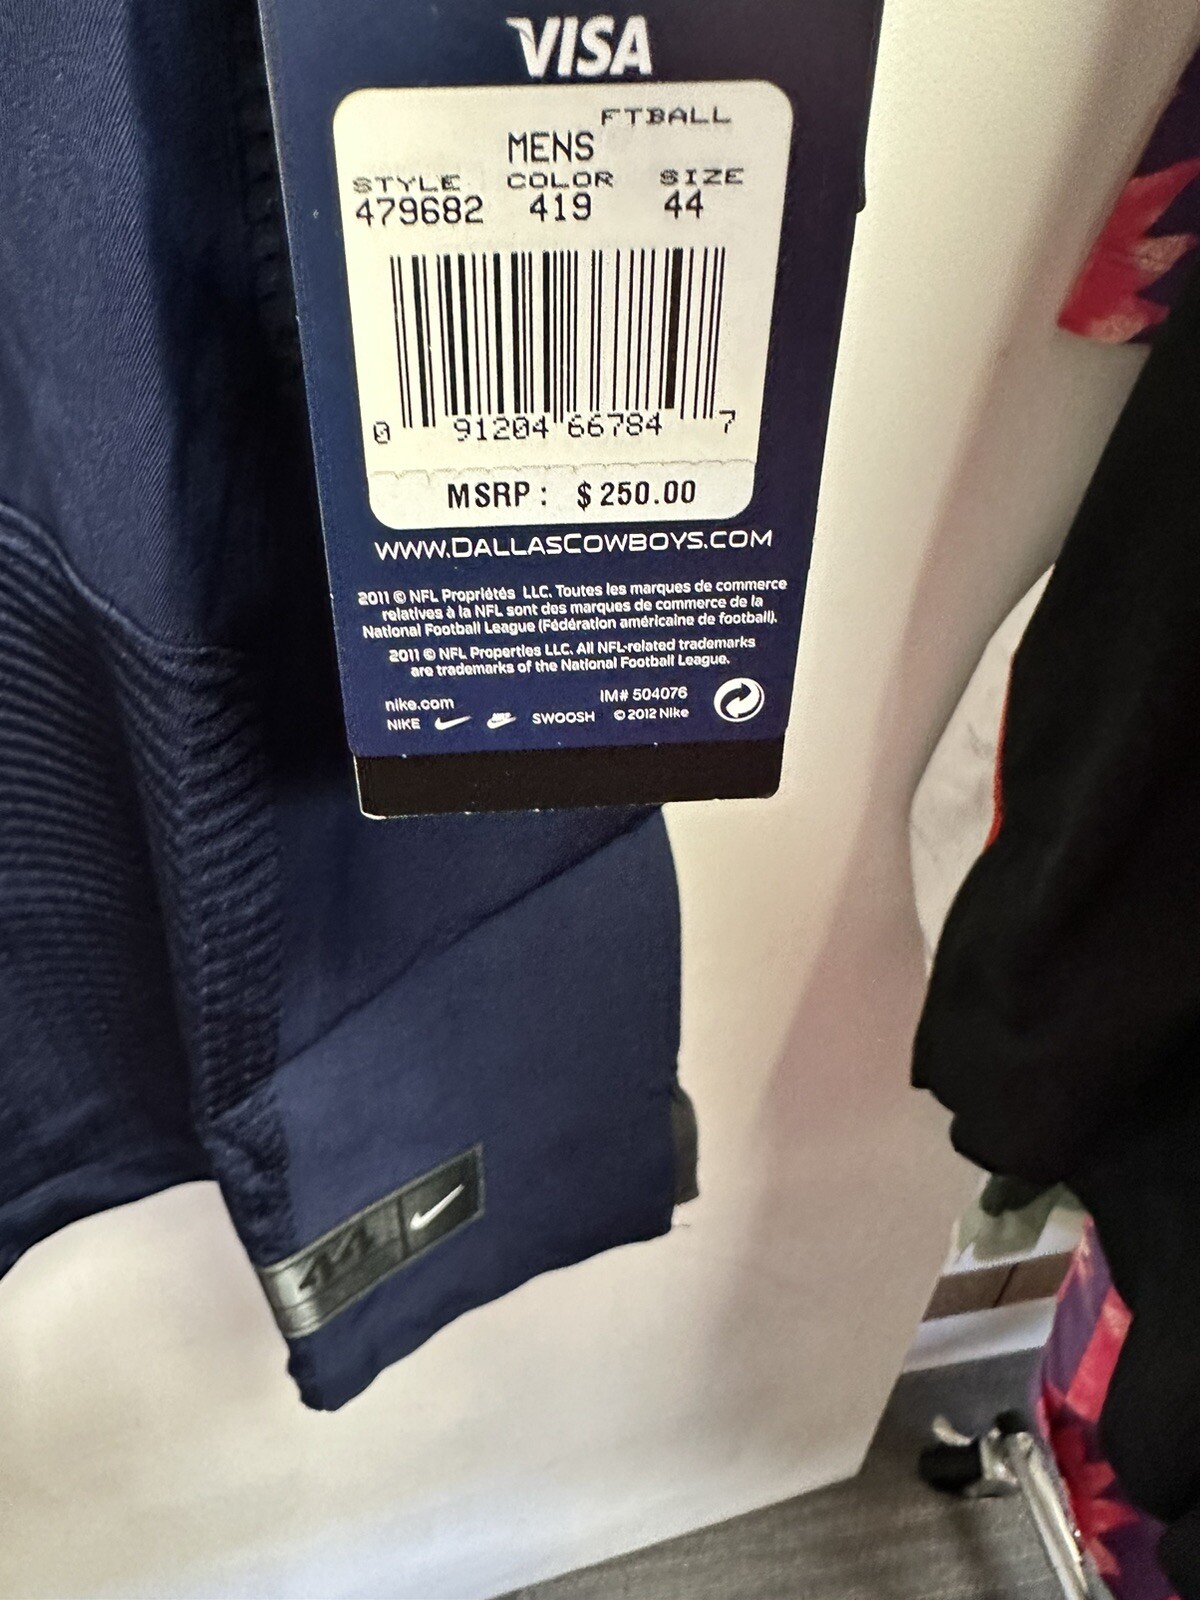 VISA
FTBALL
MENS
STYLE COLOR SIZE
479682 419 44
0 91204 66784 7
MSRP: $250.00
WWW.DALLASCOWBOYS.COM
2011 © NFL Propriétés LLC. Toutes les marques de commerce
relatives à la NFL sont des marques de commerce de la
National Football League (Fédération américaine de football).
2011 © NFL Properties LLC. All NFL-related trademarks
are trademarks of the National Football League.
nike.com IM# 504076
NIKE SWOOSH © 2012 Nike
44